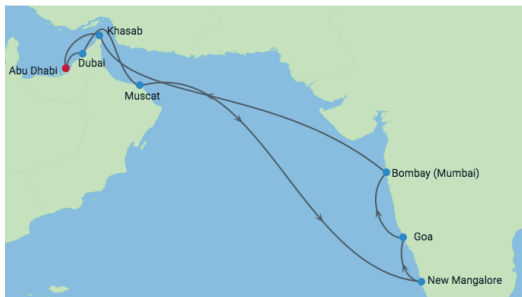 Khasab
Abu Dhabi
Dubai
Muscat
Bombay (Mumbai)
Goa
New Mangalore